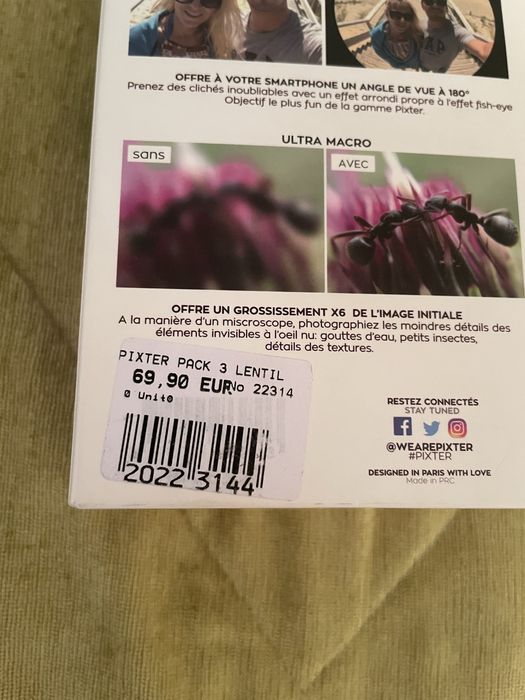 OFFRE À VOTRE SMARTPHONE UN ANGLE DE VUE À 180°
Prenez des clichés inoubliables avec un effet arrondi propre à l'effet fish-eye
Objectif le plus fun de la gamme Pixter.
ULTRA MACRO
sans
AVEC
OFFRE UN GROSSISSEMENT X6 DE L'IMAGE INITIALE
A la manière d'un miscroscope, photographiez les moindres détails des
éléments invisibles à l'oeil nu: gouttes d'eau, petits insectes,
détails des textures.
PIXTER PACK 3 LENTIL
69,90 EUR No 22314
0 Unite
2022 3144
RESTEZ CONNECTÉS
STAY TUNED
@WEAREPIXTER
#PIXTER
DESIGNED IN PARIS WITH LOVE
Made in PRC